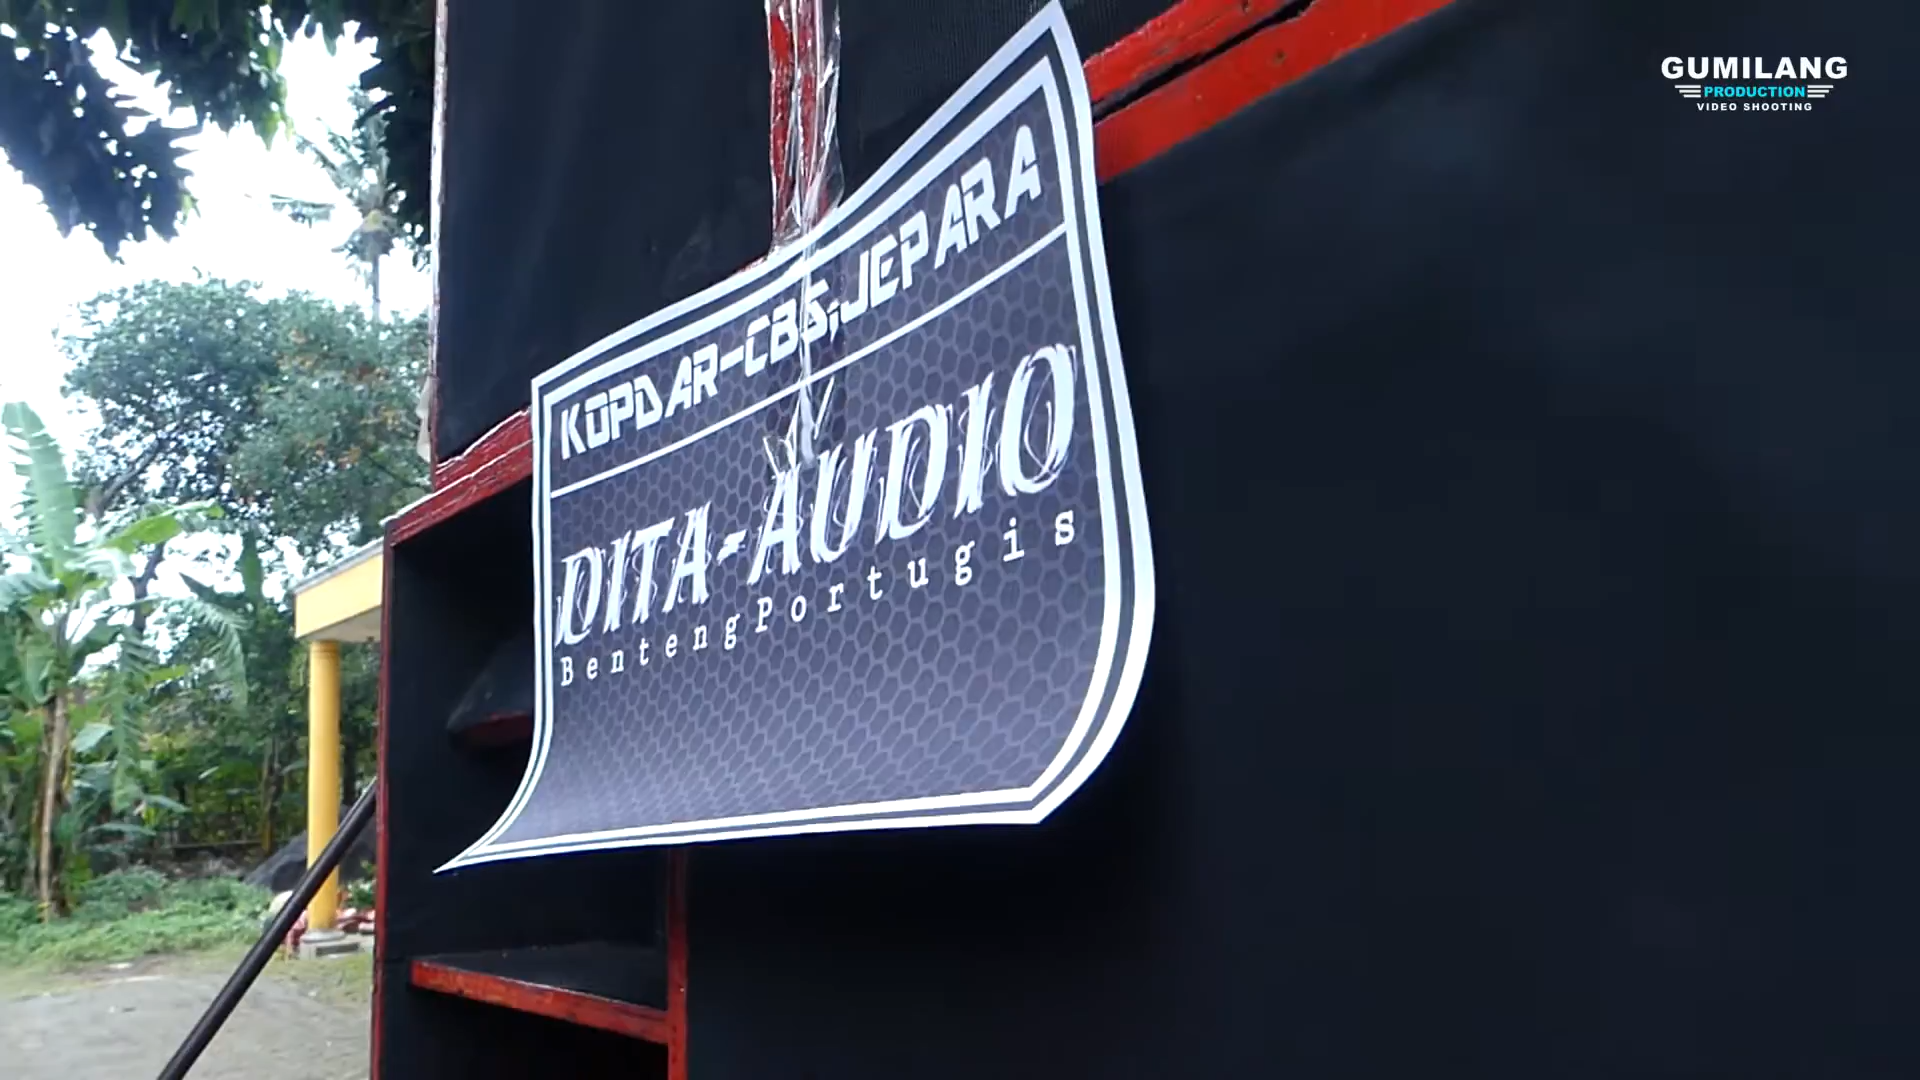 GUMILANG
PRODUCTION
VIDEO SHOOTING
KOPDAR-CBS,JEPARA
DITA-AUDIO
BentengPortugis